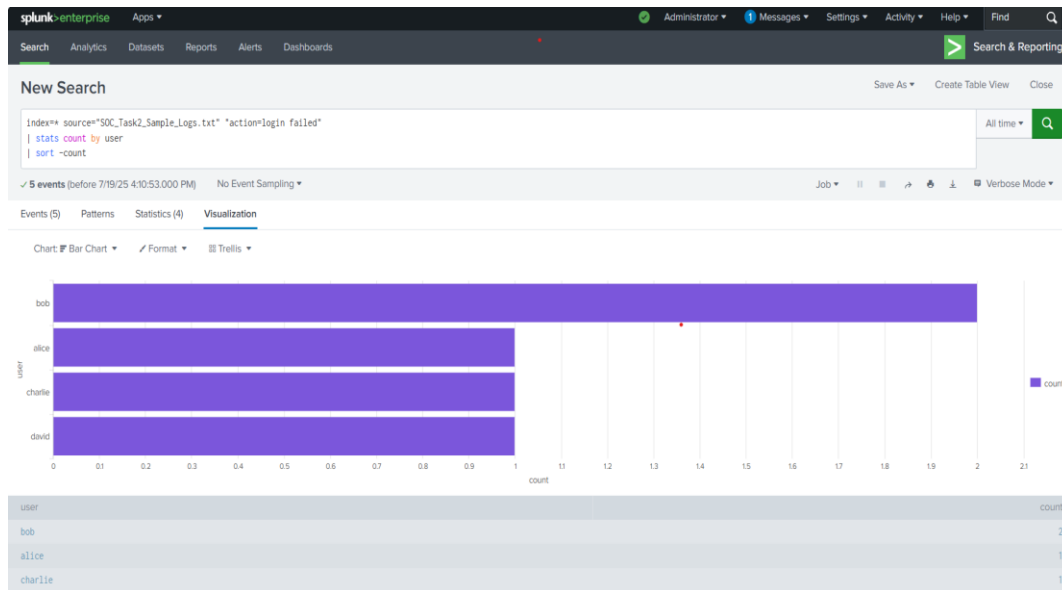 splunk>enterprise Apps ▾ Administrator ▾ 1 Messages ▾ Settings ▾ Activity ▾ Help ▾ Find
Search Analytics Datasets Reports Alerts Dashboards > Search & Reporting
New Search Save As ▾ Create Table View Close
index=* source="SOC_Task2_Sample_Logs.txt" "action=login failed" All time ▾
| stats count by user
| sort -count
✓ 5 events (before 7/19/25 4:10:53.000 PM) No Event Sampling ▾ Job ▾ Verbose Mode ▾
Events (5) Patterns Statistics (4) Visualization
Chart: Bar Chart ▾ Format ▾ Trellis ▾
bob
alice
user
count
charlie
david
0 0.1 0.2 0.3 0.4 0.5 0.6 0.7 0.8 0.9 1 1.1 1.2 1.3 1.4 1.5 1.6 1.7 1.8 1.9 2 2.1
count
user count
bob 2
alice 1
charlie 1